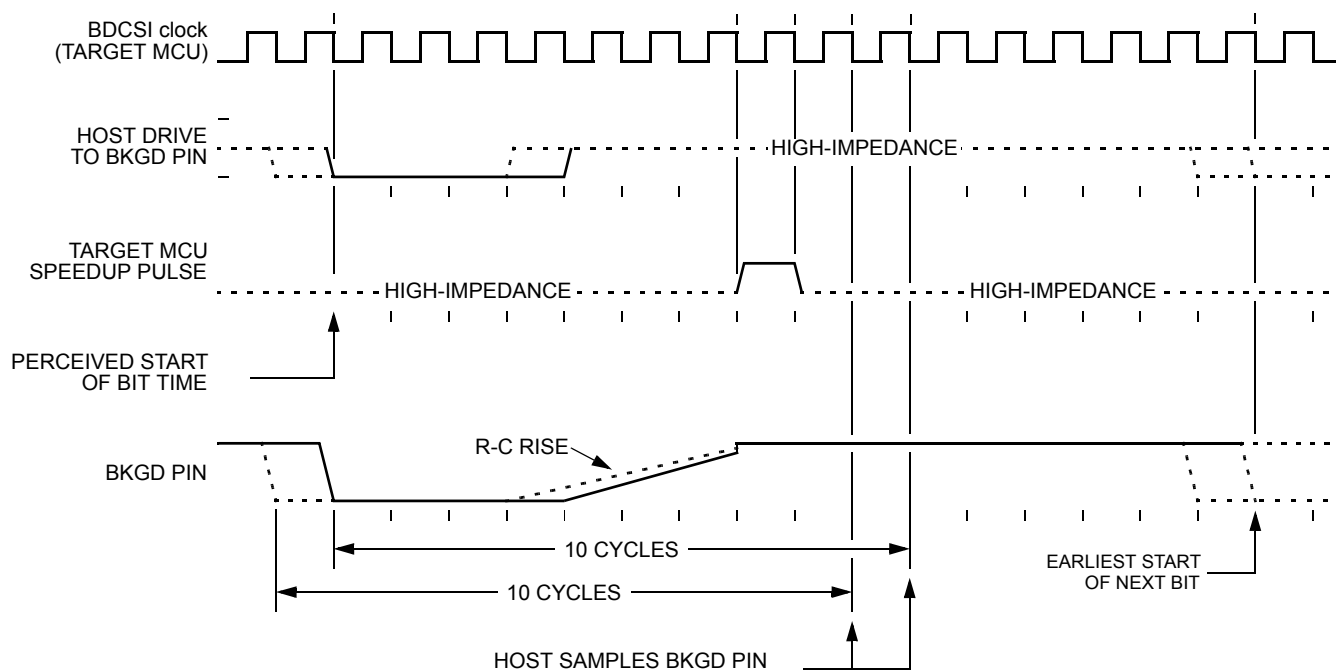 BDCSI clock
(TARGET MCU)
HOST DRIVE
TO BKGD PIN
HIGH-IMPEDANCE
TARGET MCU
SPEEDUP PULSE
HIGH-IMPEDANCE
HIGH-IMPEDANCE
PERCEIVED START
OF BIT TIME
R-C RISE
BKGD PIN
10 CYCLES
EARLIEST START
OF NEXT BIT
10 CYCLES
HOST SAMPLES BKGD PIN